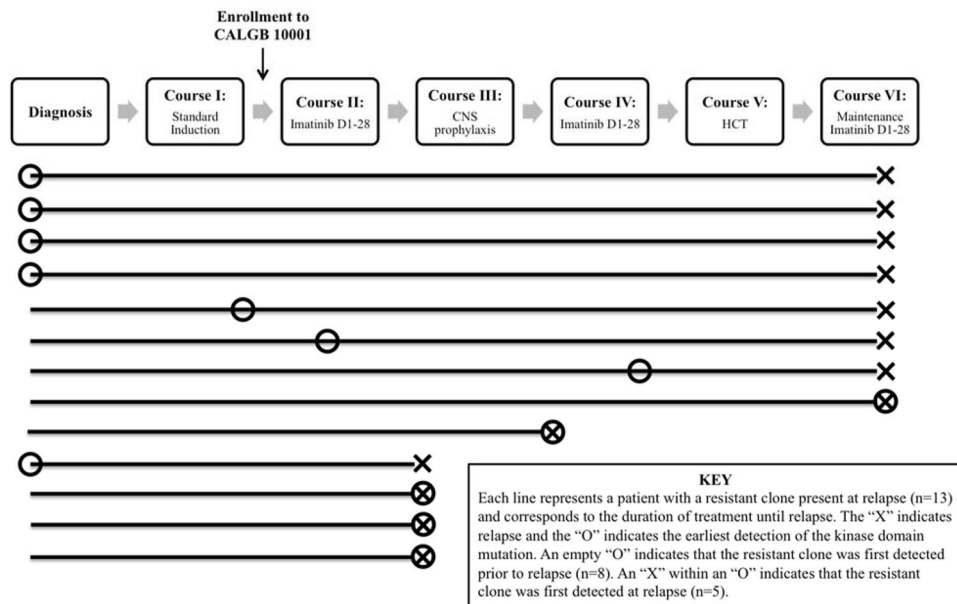 Enrollment to
CALGB 10001
Diagnosis
Course I:
Standard
Induction
Course II:
Imatinib D1-28
Course III:
CNS
prophylaxis
Course IV:
Imatinib D1-28
Course V:
HCT
Course VI:
Maintenance
Imatinib D1-28
KEY
Each line represents a patient with a resistant clone present at relapse (n=13)
and corresponds to the duration of treatment until relapse. The “X” indicates
relapse and the “O” indicates the earliest detection of the kinase domain
mutation. An empty “O” indicates that the resistant clone was first detected
prior to relapse (n=8). An “X” within an “O” indicates that the resistant
clone was first detected at relapse (n=5).